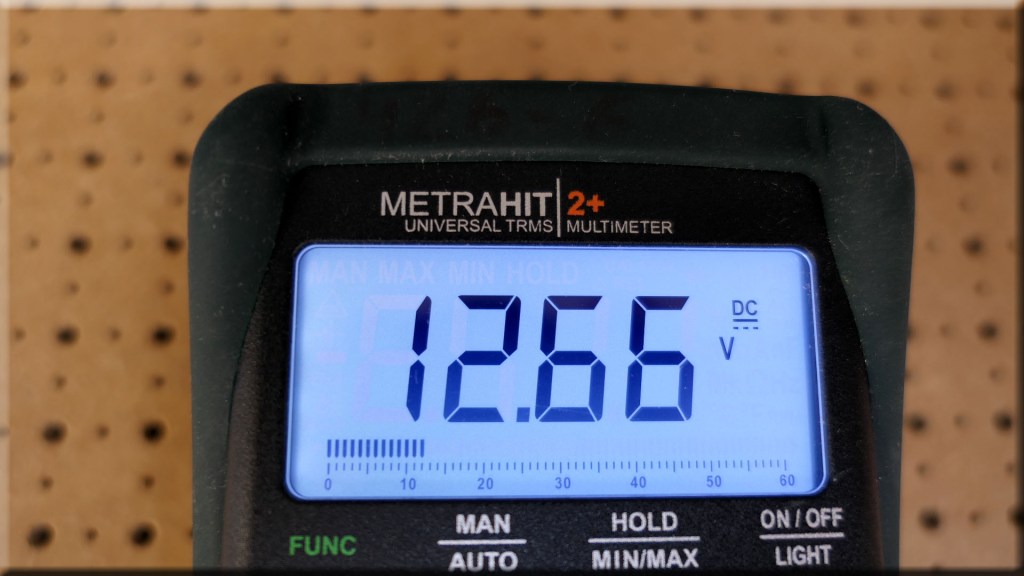 METRAHIT 2+
UNIVERSAL TRMS MULTIMETER
MAN MAX MIN HOLD
12.66 DC V
0 10 20 30 40 50 60
FUNC
MAN
AUTO
HOLD
MIN/MAX
ON / OFF
LIGHT